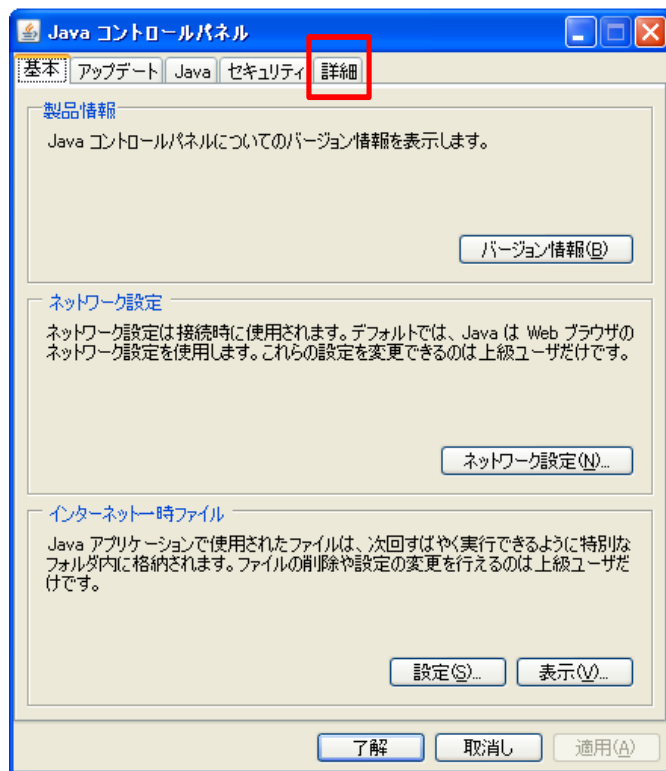 Java コントロールパネル
基本 アップデート Java セキュリティ 詳細
製品情報
Java コントロールパネルについてのバージョン情報を表示します。
バージョン情報(B)
ネットワーク設定
ネットワーク設定は接続時に使用されます。デフォルトでは、Java は Web ブラウザの
ネットワーク設定を使用します。これらの設定を変更できるのは上級ユーザだけです。
ネットワーク設定(N)...
インターネット一時ファイル
Java アプリケーションで使用されたファイルは、次回すばやく実行できるように特別な
フォルダ内に格納されます。ファイルの削除や設定の変更を行えるのは上級ユーザだ
けです。
設定(S)... 表示(V)...
了解 取消し 適用(A)